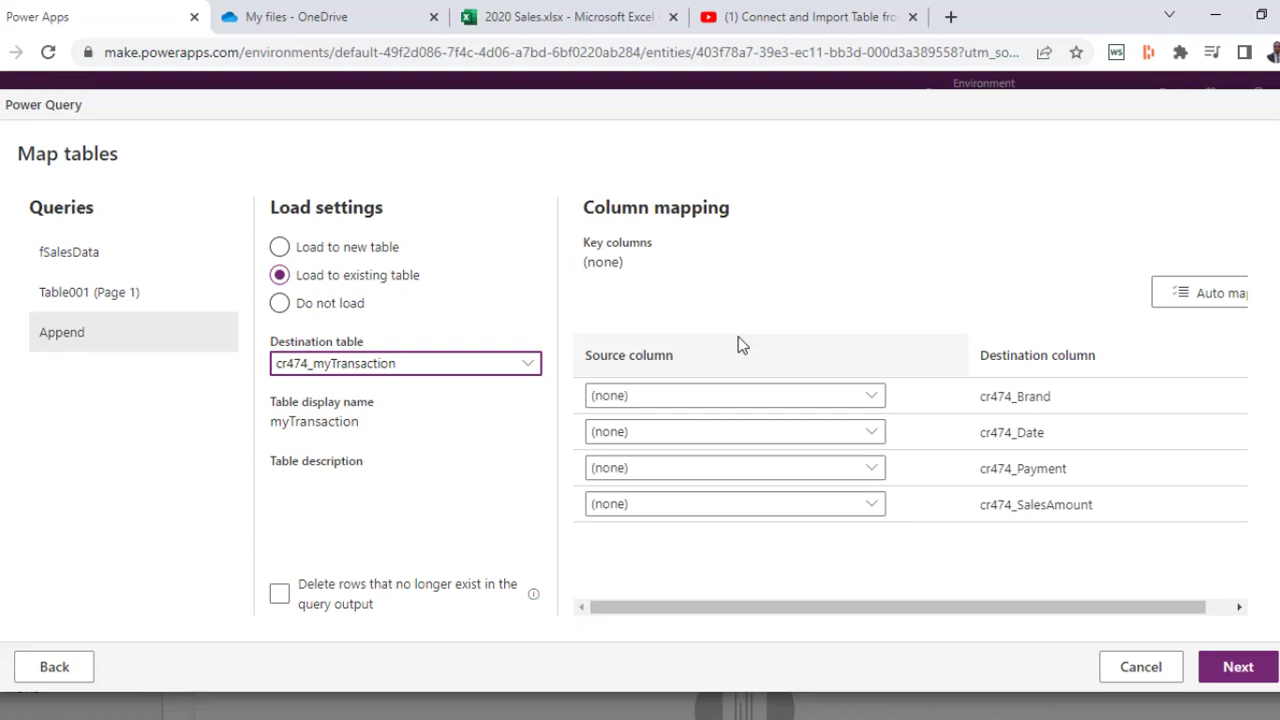 Power Apps
My files - OneDrive
2020 Sales.xlsx - Microsoft Excel
(1) Connect and Import Table fro
make.powerapps.com/environments/default-49f2d086-7f4c-4d06-a7bd-6bf0220ab284/entities/403f78a7-39e3-ec11-bb3d-000d3a389558?utm_so...
WS
Environment
Power Query
Map tables
Queries
fSalesData
Table001 (Page 1)
Append
Load settings
Load to new table
Load to existing table
Do not load
Destination table
cr474_myTransaction
Table display name
myTransaction
Table description
Delete rows that no longer exist in the
query output
Column mapping
Key columns
(none)
Auto map
Source column
Destination column
(none)
cr474_Brand
(none)
cr474_Date
(none)
cr474_Payment
(none)
cr474_SalesAmount
Back
Cancel
Next